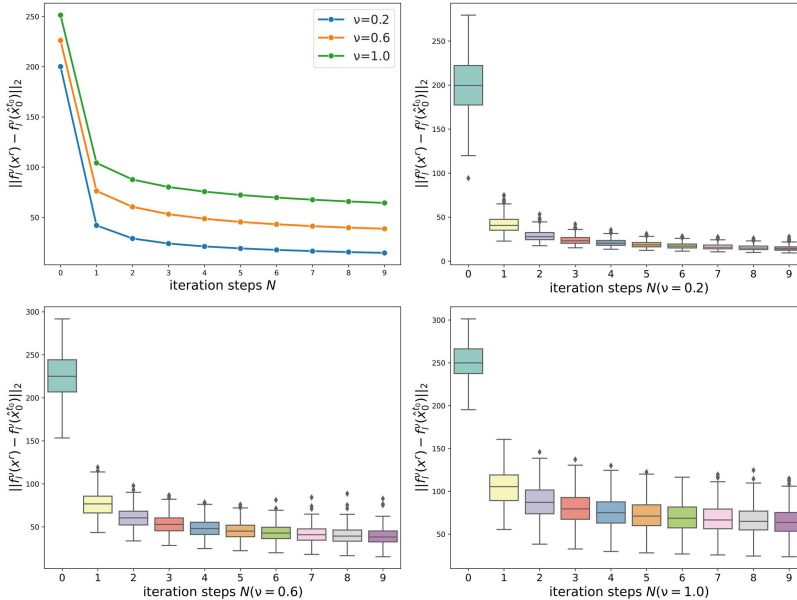 250
200
150
100
50
||f_l^ν(x^r) − f_l^ν(x̂_0^{t_0})||_2
ν=0.2
ν=0.6
ν=1.0
0 1 2 3 4 5 6 7 8 9
iteration steps N
250
200
150
100
50
0
||f_l^ν(x^r) − f_l^ν(x̂_0^{t_0})||_2
0 1 2 3 4 5 6 7 8 9
iteration steps N(ν = 0.2)
300
250
200
150
100
50
||f_l^ν(x^r) − f_l^ν(x̂_0^{t_0})||_2
0 1 2 3 4 5 6 7 8 9
iteration steps N(ν = 0.6)
300
250
200
150
100
50
||f_l^ν(x^r) − f_l^ν(x̂_0^{t_0})||_2
0 1 2 3 4 5 6 7 8 9
iteration steps N(ν = 1.0)